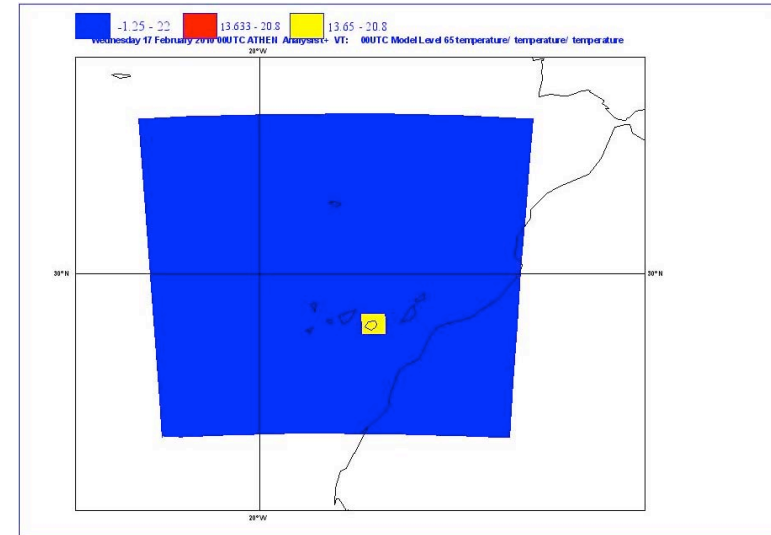 -1.25 - 22 13.633 - 20.8 13.65 - 20.8
Wednesday 17 February 2010 00UTC ATHEN Analysis t+ VT: 00UTC Model Level 65 temperature/ temperature/ temperature
20°W
30°N 30°N
20°W